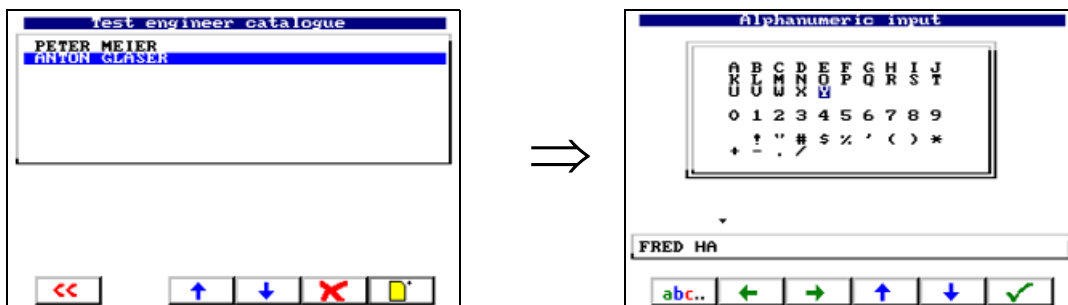 Test engineer catalogue
PETER MEIER
ANTON GLASER
<<
Alphanumeric input
A B C D E F G H I J
K L M N O P Q R S T
U V W X Y
0 1 2 3 4 5 6 7 8 9
! " # $ % ' ( ) *
+ - . /
FRED HA
abc..